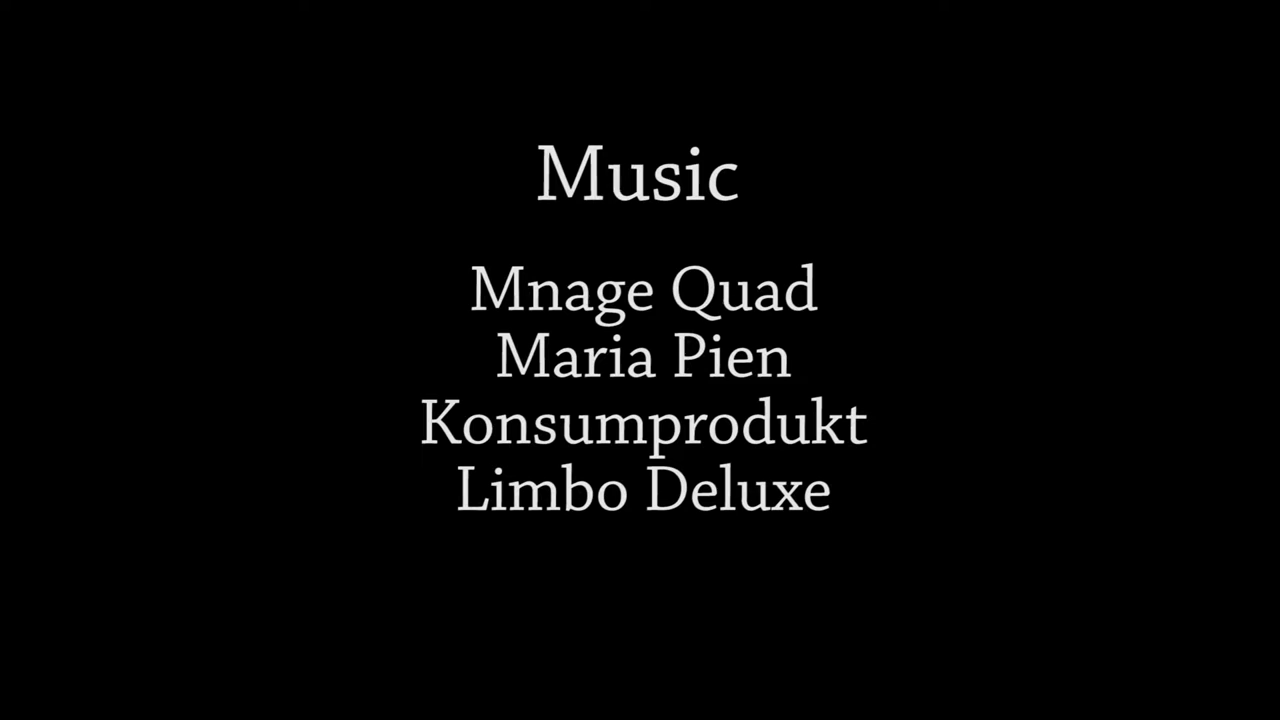 Music
Mnage Quad
Maria Pien
Konsumprodukt
Limbo Deluxe